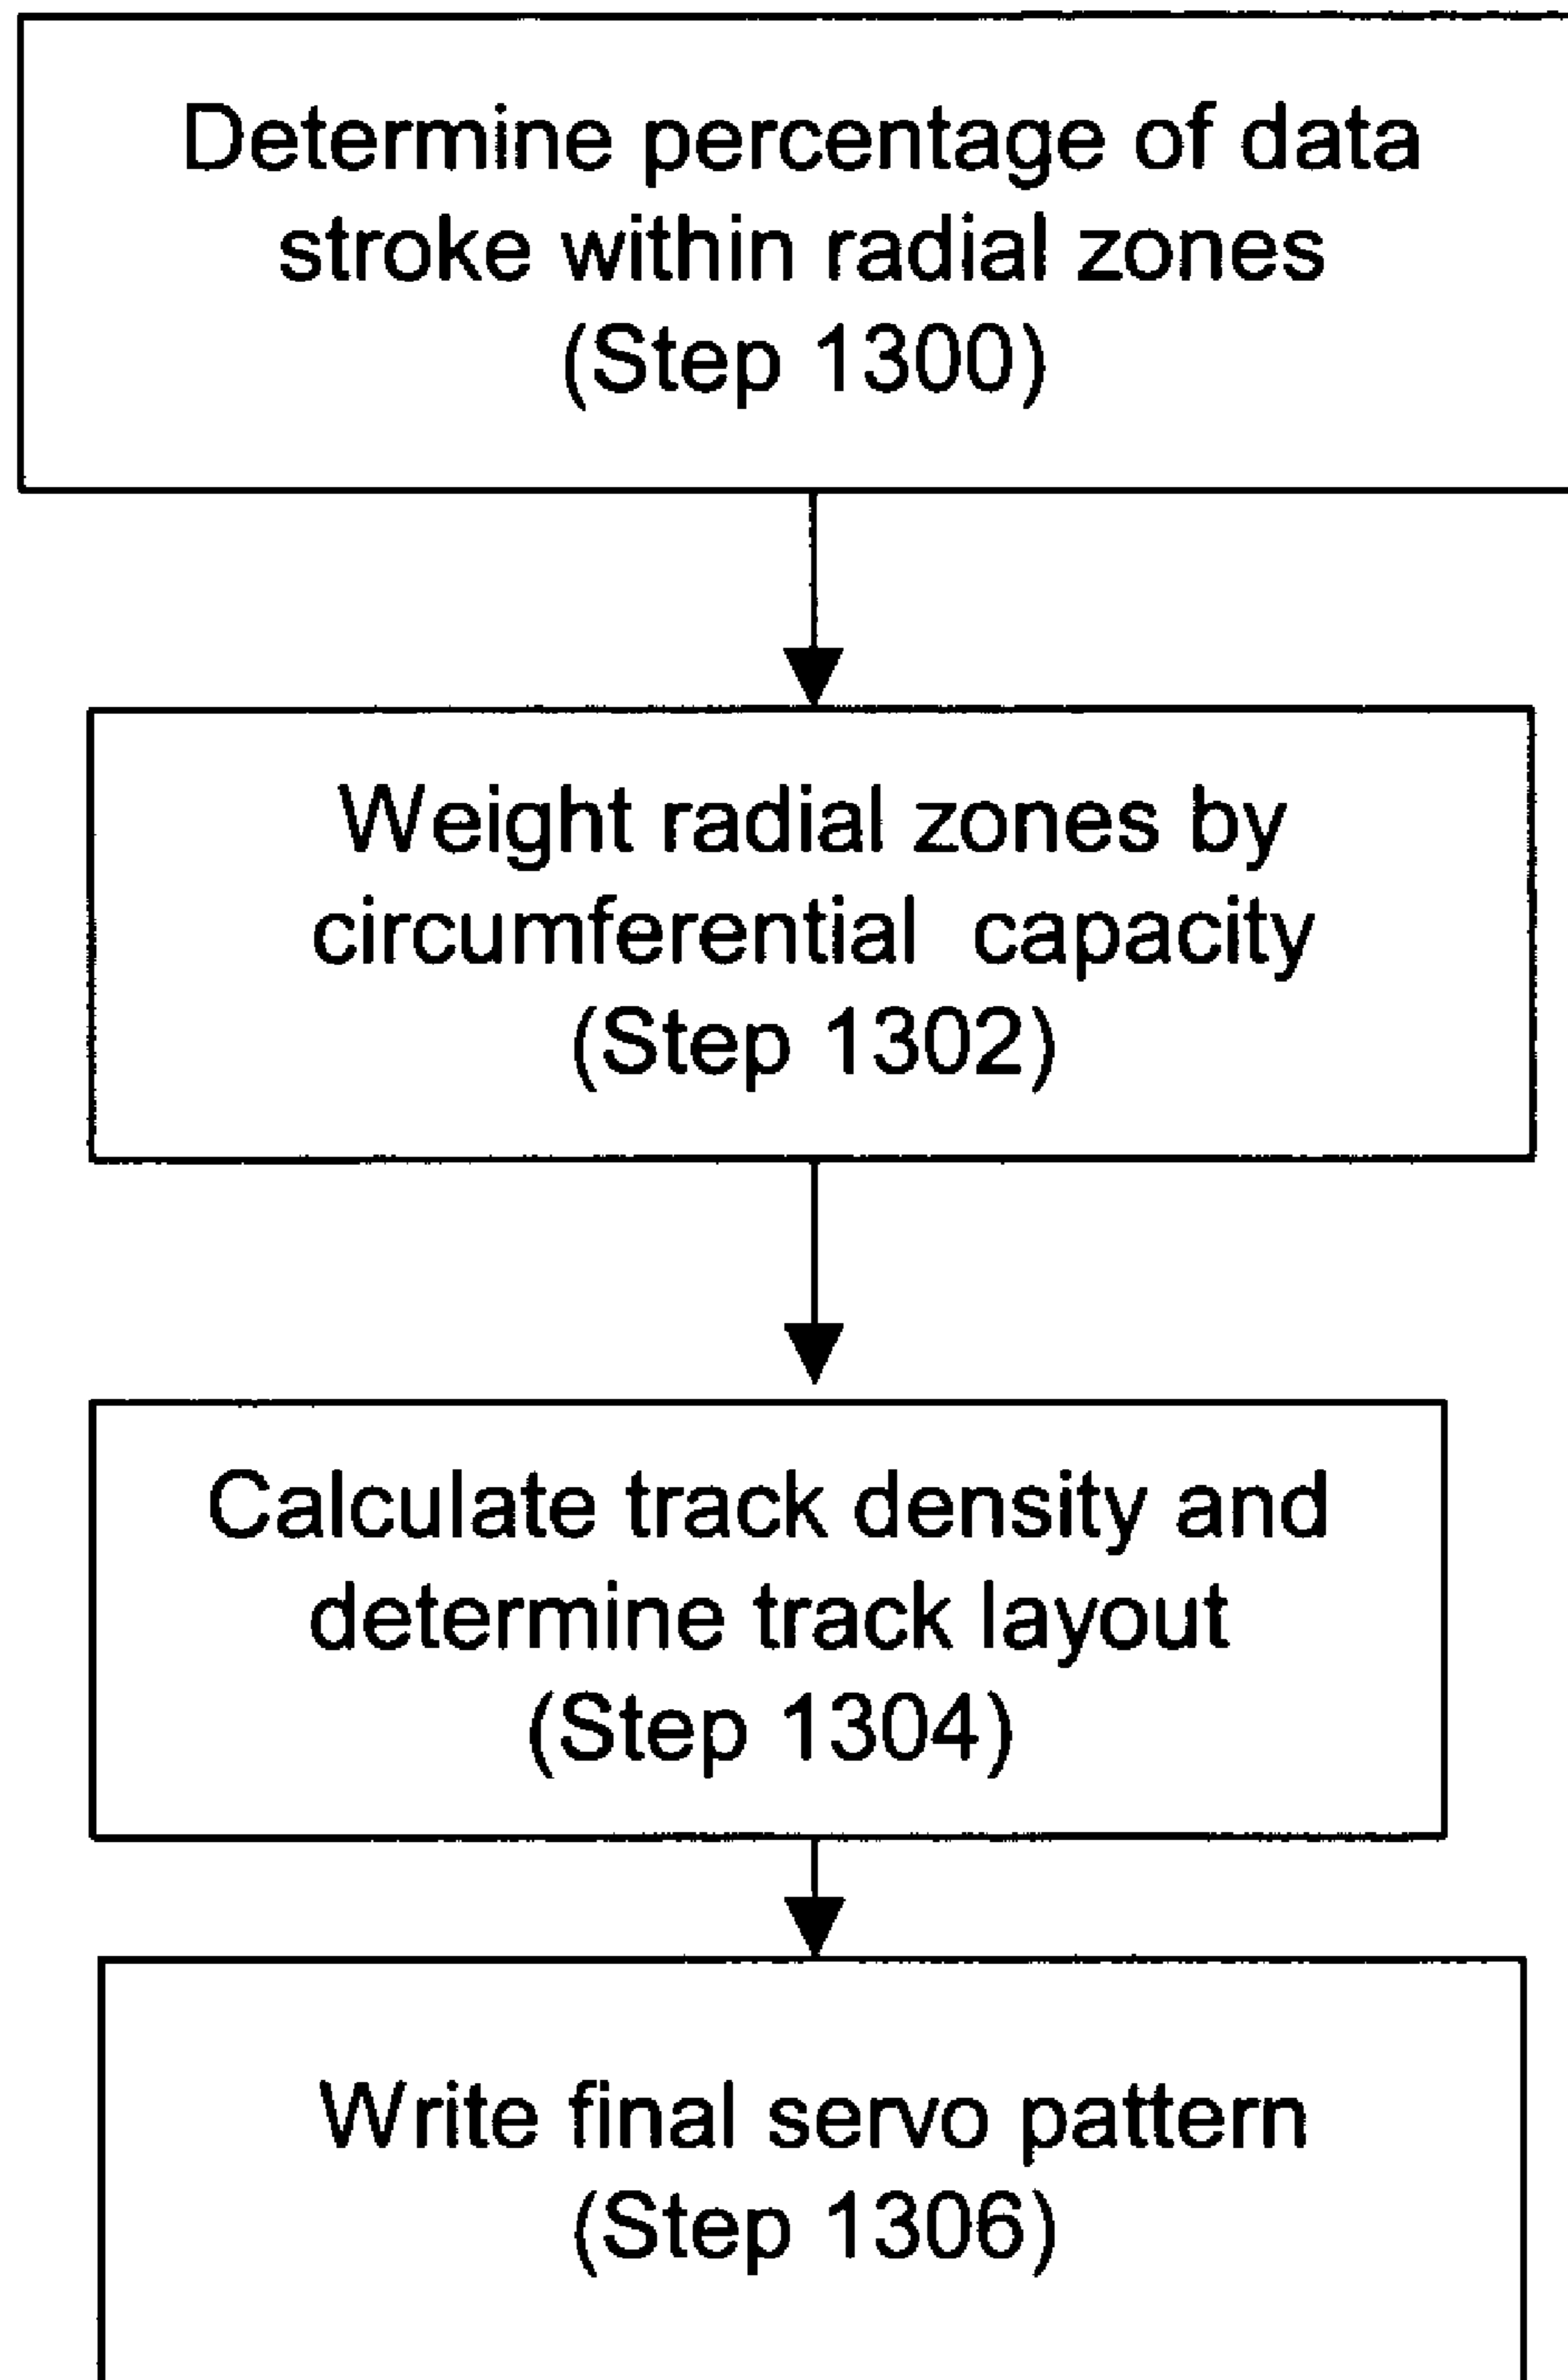 Determine percentage of data
stroke within radial zones
(Step 1300)
Weight radial zones by
circumferential capacity
(Step 1302)
Calculate track density and
determine track layout
(Step 1304)
Write final servo pattern
(Step 1306)